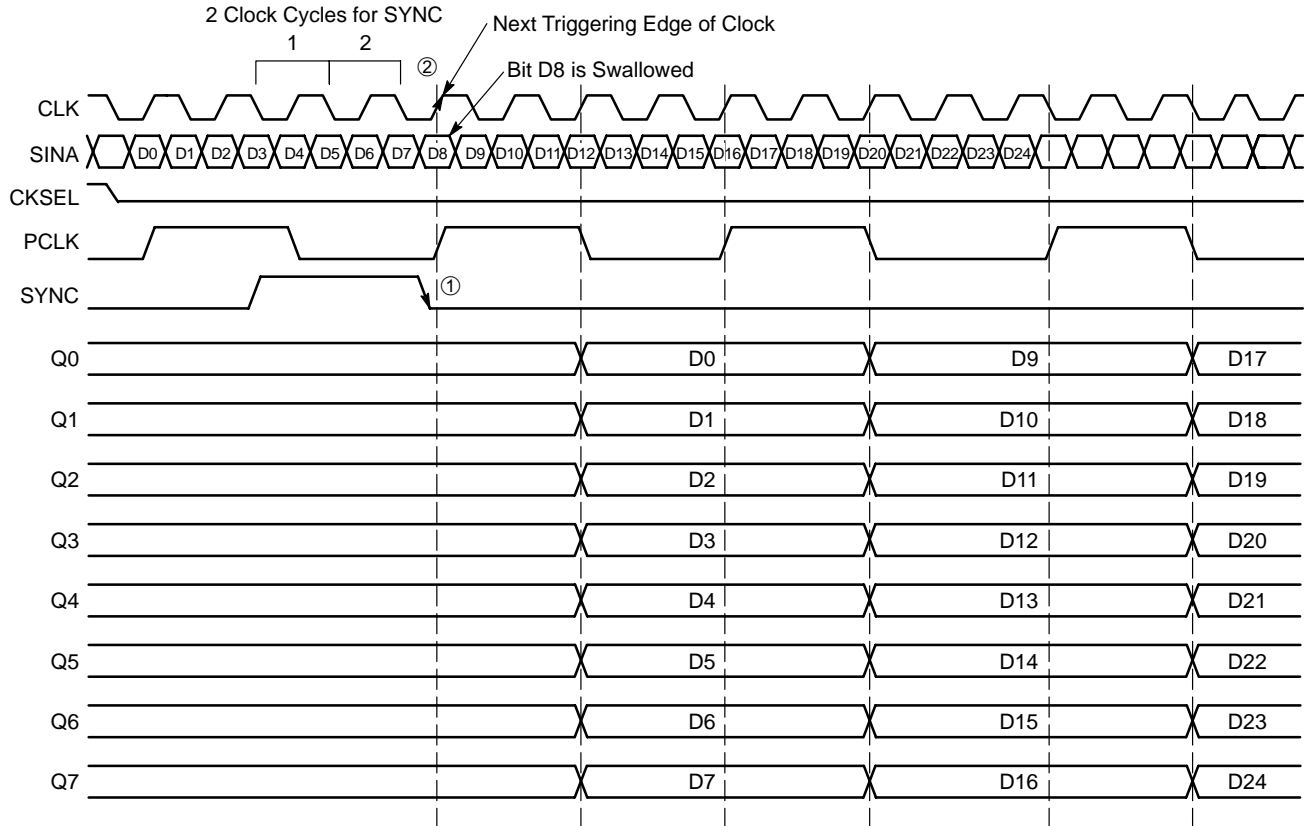 2 Clock Cycles for SYNC
1 2
Next Triggering Edge of Clock
②
Bit D8 is Swallowed
CLK
SINA D0 D1 D2 D3 D4 D5 D6 D7 D8 D9 D10 D11 D12 D13 D14 D15 D16 D17 D18 D19 D20 D21 D22 D23 D24
CKSEL
PCLK
SYNC ①
Q0 D0 D9 D17
Q1 D1 D10 D18
Q2 D2 D11 D19
Q3 D3 D12 D20
Q4 D4 D13 D21
Q5 D5 D14 D22
Q6 D6 D15 D23
Q7 D7 D16 D24